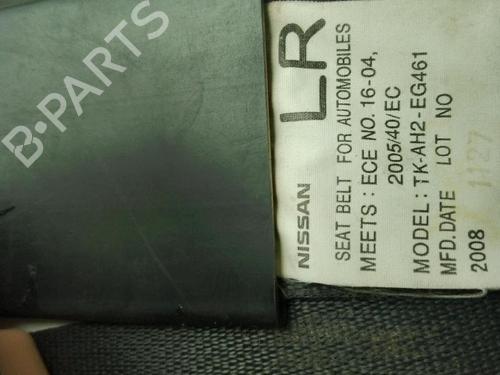 LR
NISSAN
SEAT BELT FOR AUTOMOBILES
MEETS : ECE NO. 16-04,
2005/40/EC
MODEL : TK-AH2-EG461
MFD.DATE LOT NO
2008 1127
B-PARTS